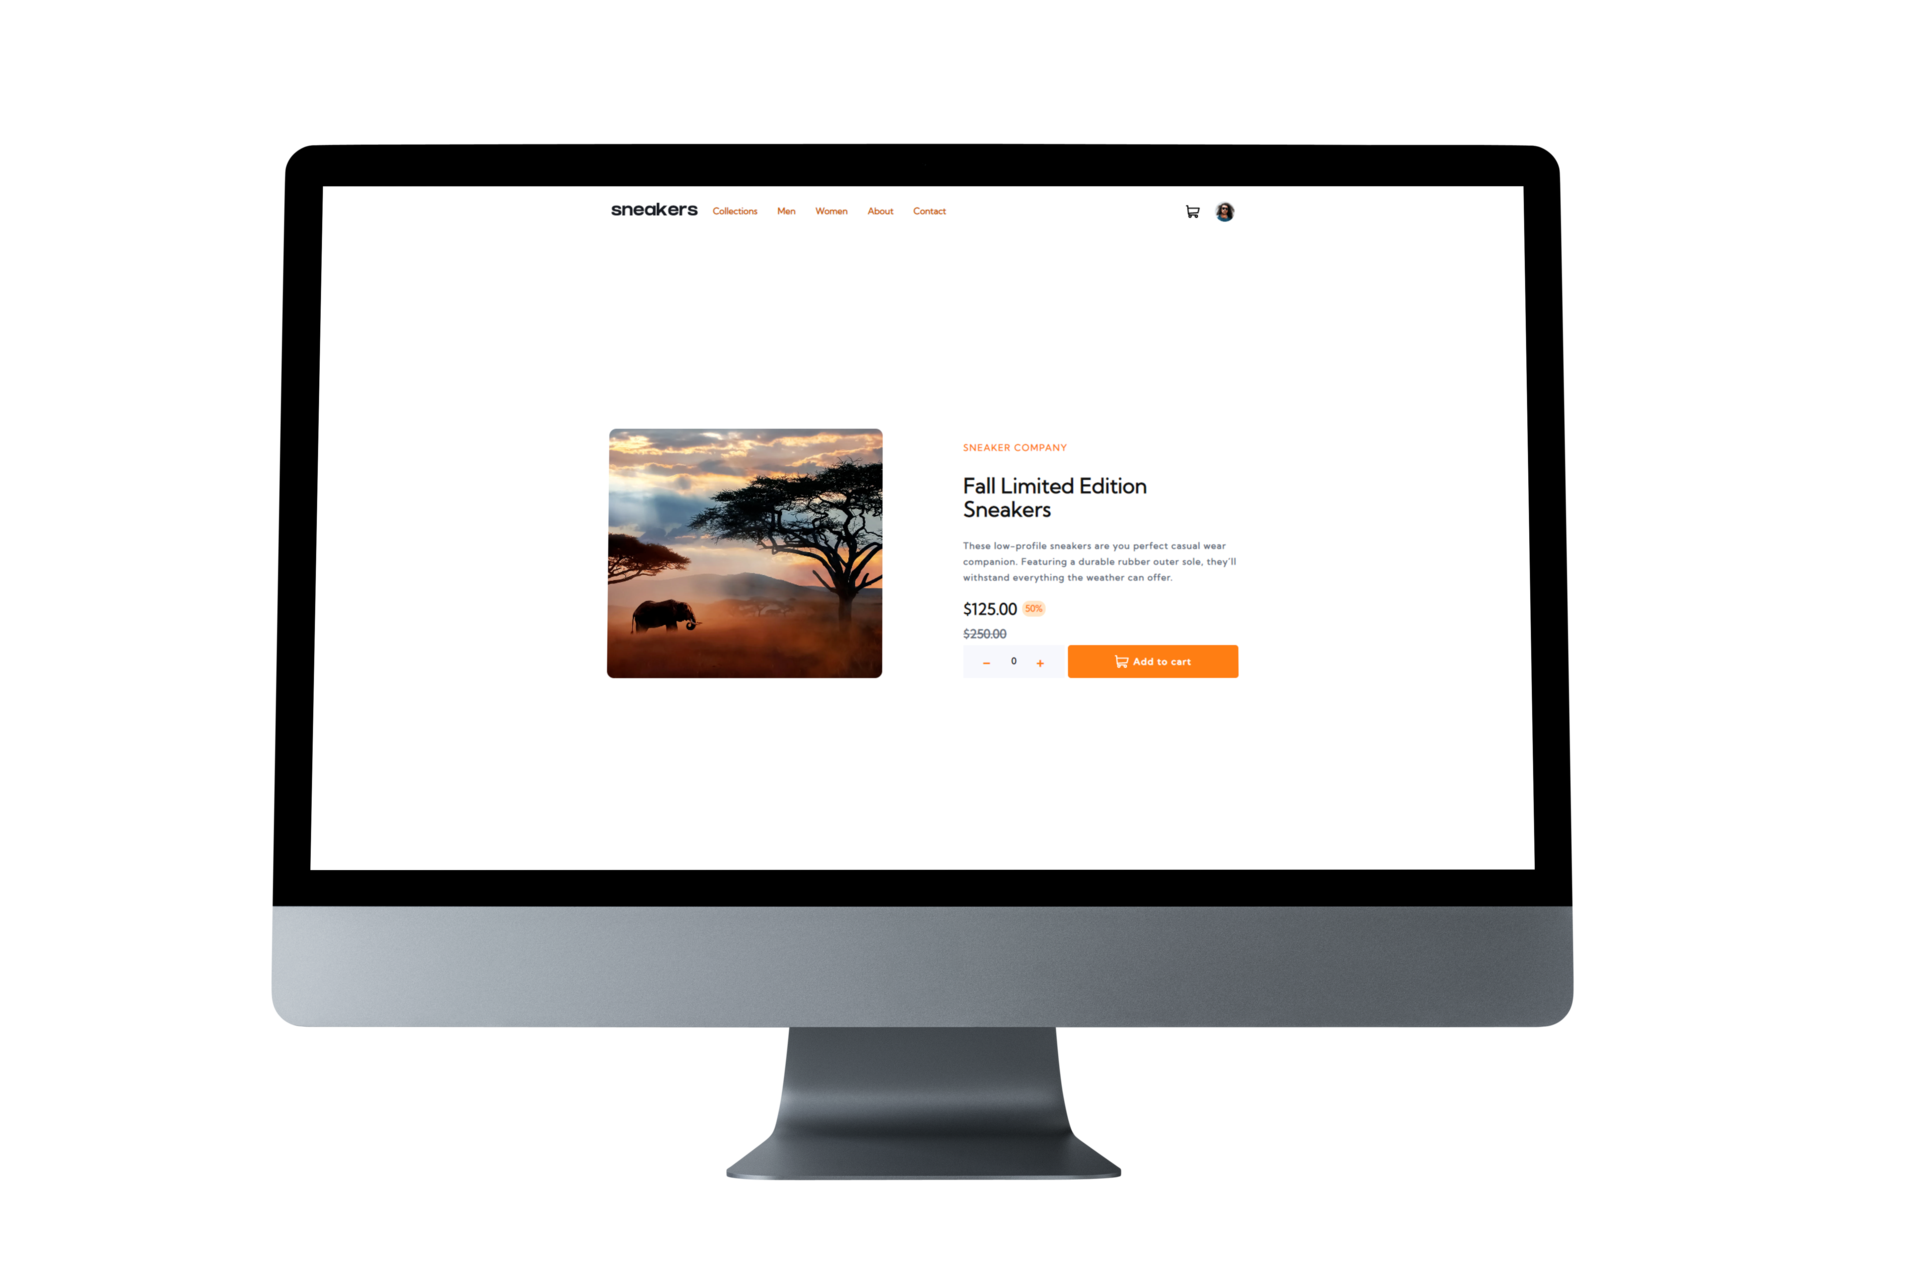 sneakers Collections Men Women About Contact
SNEAKER COMPANY
Fall Limited Edition
Sneakers
These low-profile sneakers are you perfect casual wear
companion. Featuring a durable rubber outer sole, they'll
withstand everything the weather can offer.
$125.00 50%
$250.00
- 0 + Add to cart